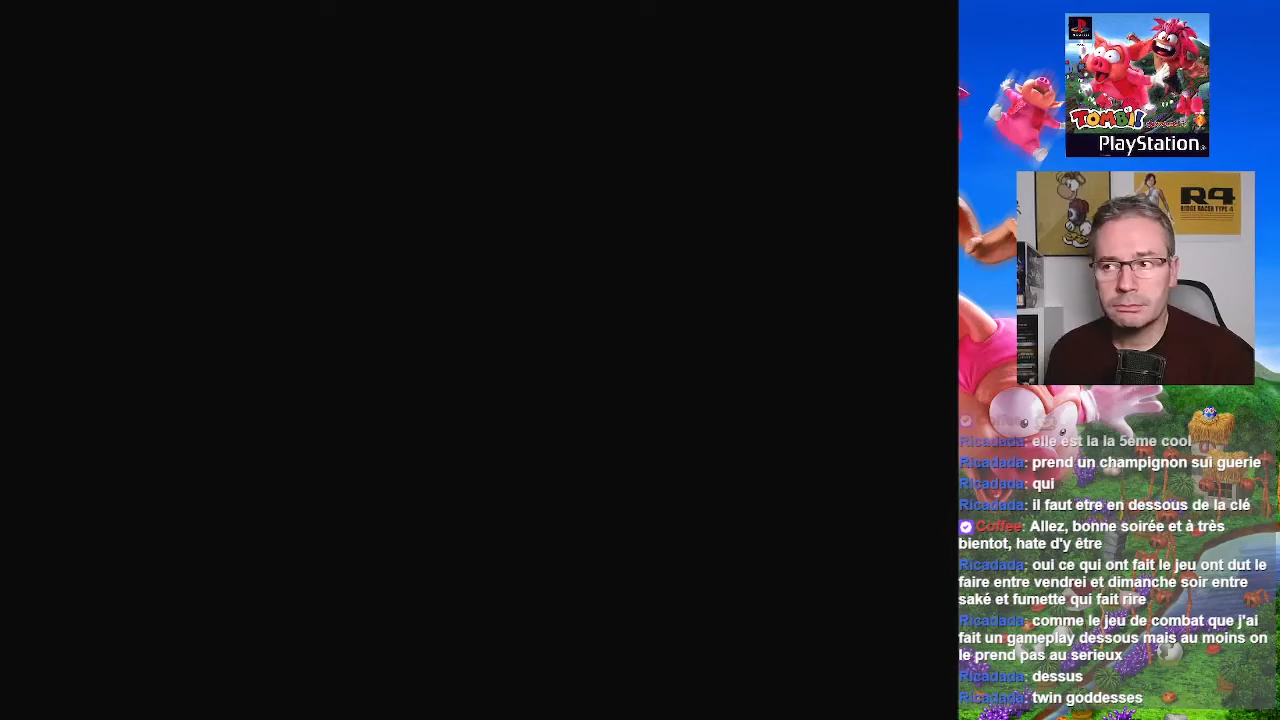 TOMBI!
PlayStation
R4
RIDGE RACER TYPE 4
Ricadada: elle est la la 5ème cool
Ricadada: prend un champignon sui guerie
Ricadada: qui
Ricadada: il faut etre en dessous de la clé
Coffee: Allez, bonne soirée et à très
bientot, hate d'y être
Ricadada: oui ce qui ont fait le jeu ont dut le
faire entre vendrei et dimanche soir entre
saké et fumette qui fait rire
Ricadada: comme le jeu de combat que j'ai
fait un gameplay dessous mais au moins on
le prend pas au serieux
Ricadada: dessus
Ricadada: twin goddesses